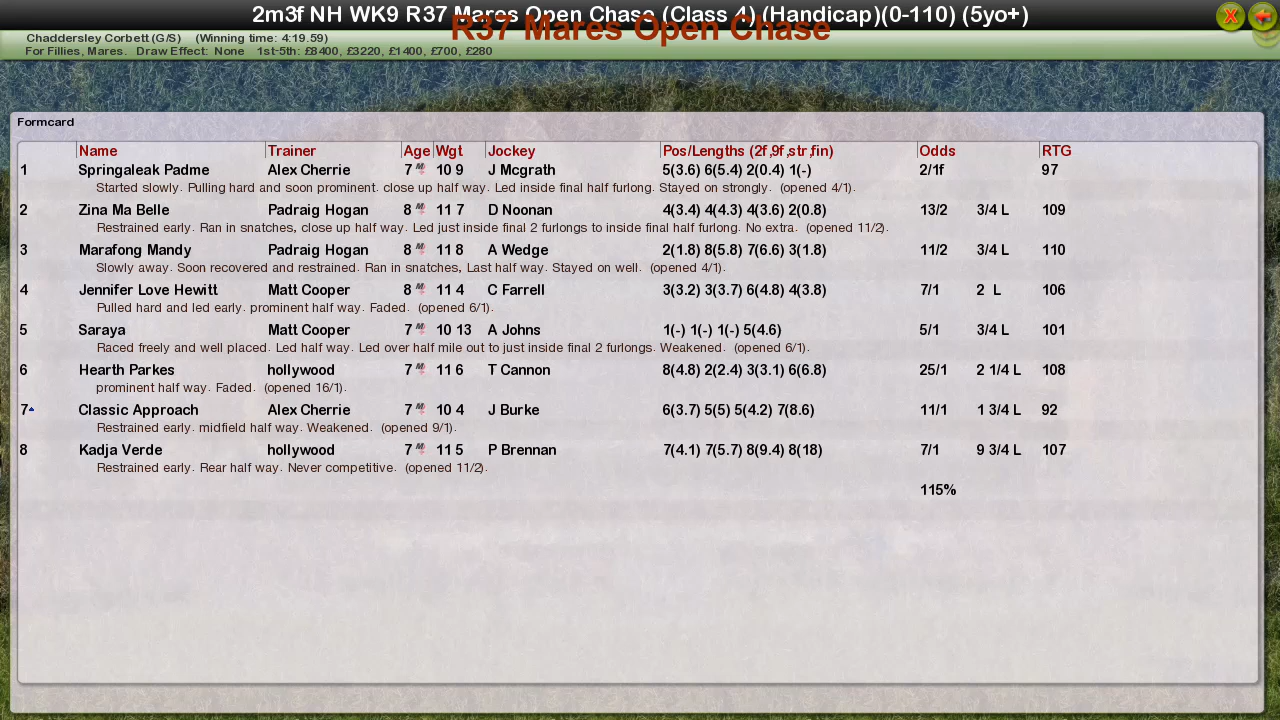 2m3f NH WK9 R37 Mares Open Chase (Class 4) (Handicap)(0-110) (5yo+)
R37 Mares Open Chase
Chaddersley Corbett (G/S) (Winning time: 4:19.59)
For Fillies, Mares. Draw Effect: None 1st-5th: £8400, £3220, £1400, £700, £280
Formcard
Name Trainer Age Wgt Jockey Pos/Lengths (2f,9f,str,fin) Odds RTG
1 Springaleak Padme Alex Cherrie 7 M 10 9 J Mcgrath 5(3.6) 6(5.4) 2(0.4) 1(-) 2/1f 97
Started slowly. Pulling hard and soon prominent. close up half way. Led inside final half furlong. Stayed on strongly. (opened 4/1).
2 Zina Ma Belle Padraig Hogan 8 M 11 7 D Noonan 4(3.4) 4(4.3) 4(3.6) 2(0.8) 13/2 3/4 L 109
Restrained early. Ran in snatches, close up half way. Led just inside final 2 furlongs to inside final half furlong. No extra. (opened 11/2).
3 Marafong Mandy Padraig Hogan 8 M 11 8 A Wedge 2(1.8) 8(5.8) 7(6.6) 3(1.8) 11/2 3/4 L 110
Slowly away. Soon recovered and restrained. Ran in snatches, Last half way. Stayed on well. (opened 4/1).
4 Jennifer Love Hewitt Matt Cooper 8 M 11 4 C Farrell 3(3.2) 3(3.7) 6(4.8) 4(3.8) 7/1 2 L 106
Pulled hard and led early. prominent half way. Faded. (opened 6/1).
5 Saraya Matt Cooper 7 M 10 13 A Johns 1(-) 1(-) 1(-) 5(4.6) 5/1 3/4 L 101
Raced freely and well placed. Led half way. Led over half mile out to just inside final 2 furlongs. Weakened. (opened 6/1).
6 Hearth Parkes hollywood 7 M 11 6 T Cannon 8(4.8) 2(2.4) 3(3.1) 6(6.8) 25/1 2 1/4 L 108
prominent half way. Faded. (opened 16/1).
7 Classic Approach Alex Cherrie 7 M 10 4 J Burke 6(3.7) 5(5) 5(4.2) 7(8.6) 11/1 1 3/4 L 92
Restrained early. midfield half way. Weakened. (opened 9/1).
8 Kadja Verde hollywood 7 M 11 5 P Brennan 7(4.1) 7(5.7) 8(9.4) 8(18) 7/1 9 3/4 L 107
Restrained early. Rear half way. Never competitive. (opened 11/2).
115%